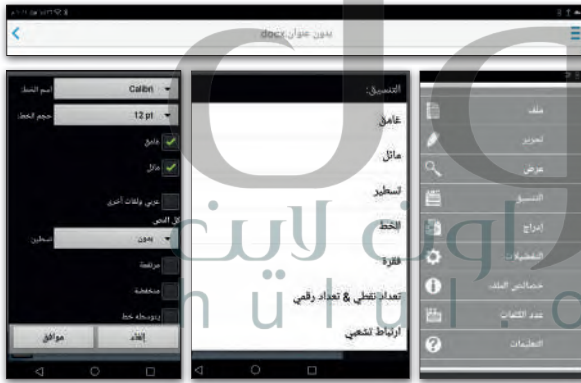 بدون عنوان.docx
ملف
تحرير
عرض
التنسيق
إدراج
التفضيلات
خصائص الملف
عدد الكلمات
التعليمات
التنسيق:
غامق
مائل
تسطير
الخط
فقرة
تعداد نقطي & تعداد رقمي
ارتباط تشعبي
اسم الخط:
Calibri
حجم الخط:
12 pt
غامق
مائل
عربي ولغات أخرى
كل النص
تسطير:
بدون
مرتفعة
منخفضة
يتوسطه خط
إلغاء
موافق
اون لاين